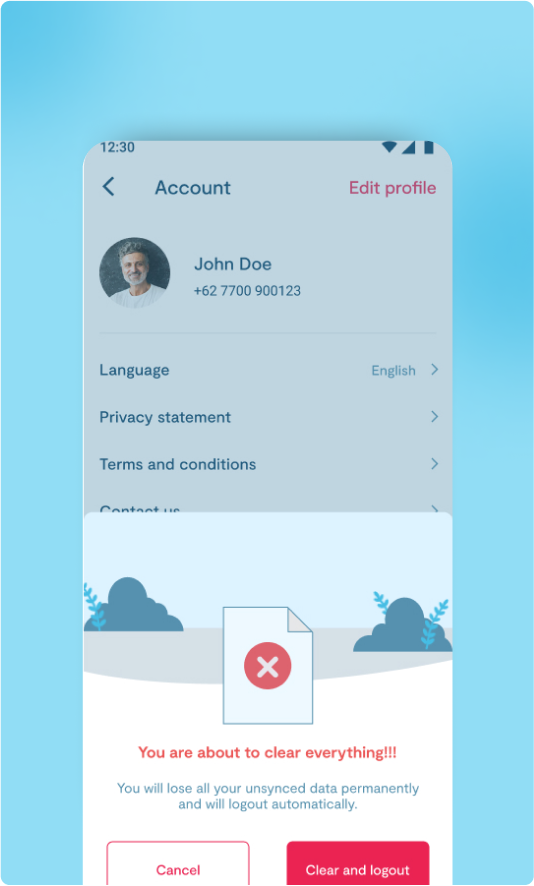 12:30
Account
Edit profile
John Doe
+62 7700 900123
Language
English
Privacy statement
Terms and conditions
Contact us
You are about to clear everything!!!
You will lose all your unsynced data permanently
and will logout automatically.
Cancel
Clear and logout